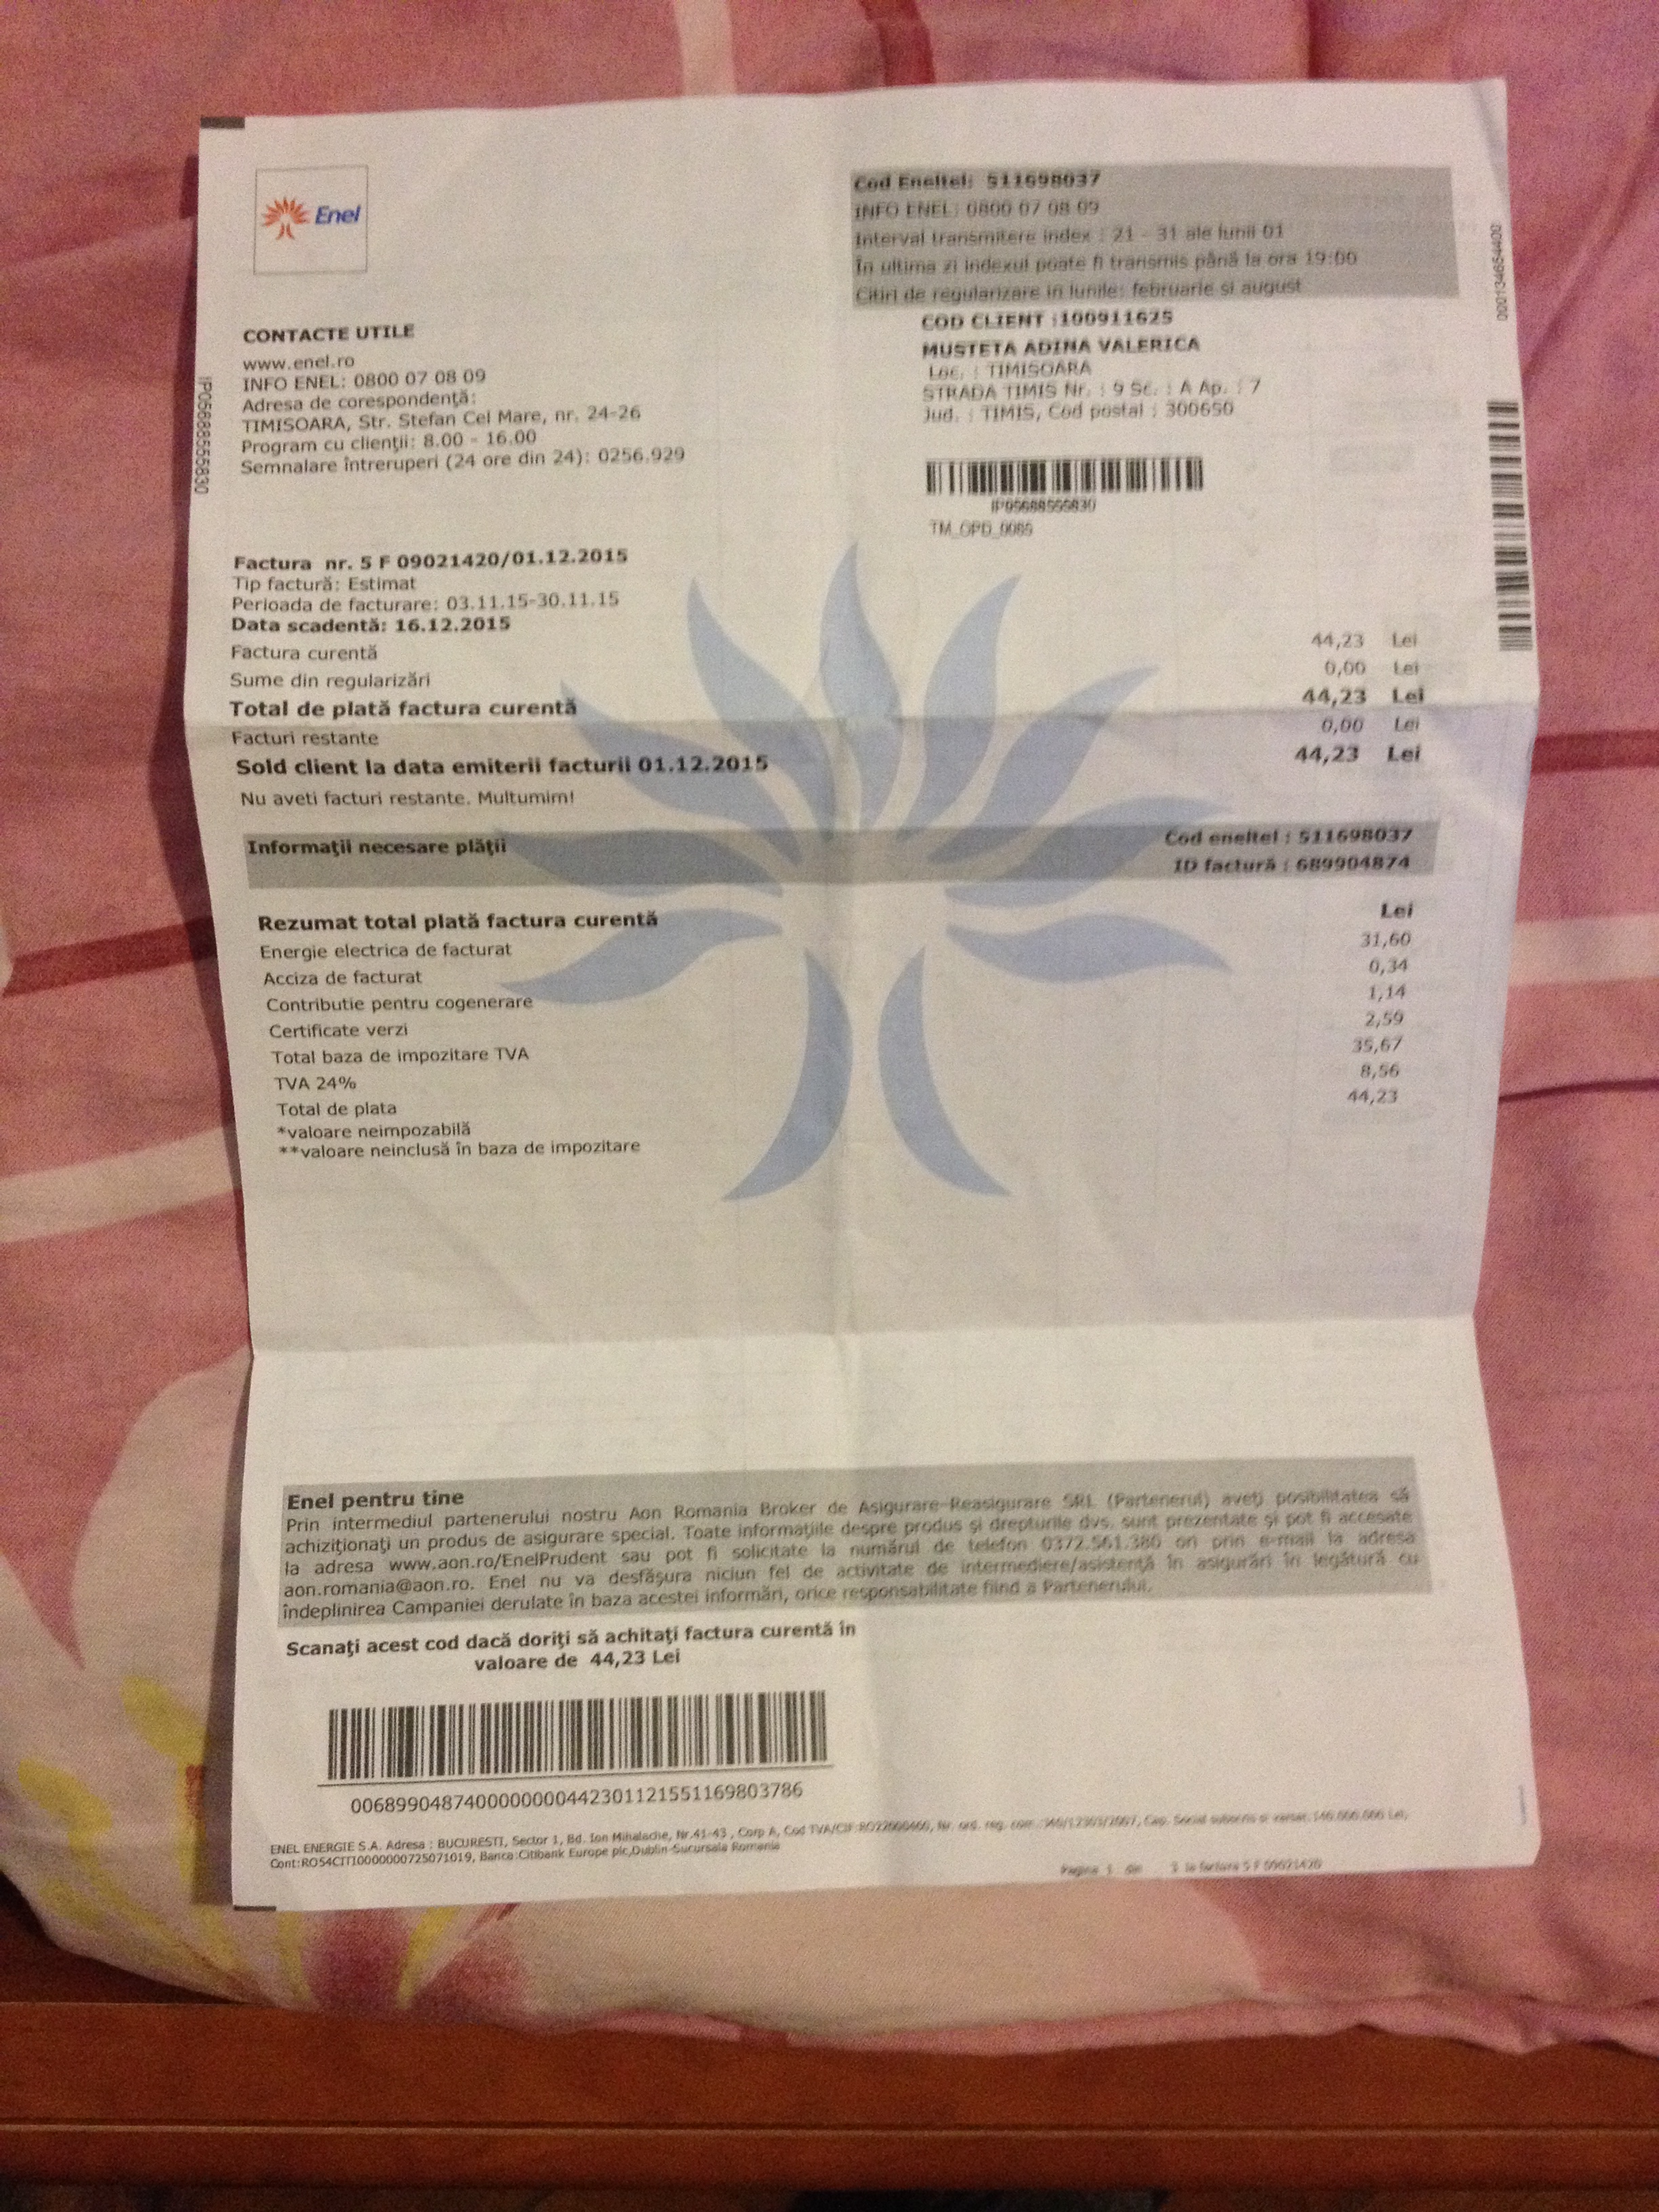 Enel
Cod Eneltel: 511698037
INFO ENEL: 0800 07 08 09
Interval transmitere index : 21 - 31 ale lunii 01
În ultima zi indexul poate fi transmis până la ora 19:00
Citiri de regularizare in lunile: februarie si august
COD CLIENT :100911625
MUSTETA ADINA VALERICA
Loc. : TIMISOARA
STRADA TIMIS Nr. : 9 Sc. : A Ap. : 7
Jud. : TIMIS, Cod postal : 300650
IP05688555830
TM_OPD_0085
000134654400
IP05688555830
CONTACTE UTILE
www.enel.ro
INFO ENEL: 0800 07 08 09
Adresa de corespondenţă:
TIMISOARA, Str. Stefan Cel Mare, nr. 24-26
Program cu clienţii: 8.00 - 16.00
Semnalare întreruperi (24 ore din 24): 0256.929
Factura nr. 5 F 09021420/01.12.2015
Tip factură: Estimat
Perioada de facturare: 03.11.15-30.11.15
Data scadentă: 16.12.2015
Factura curentă 44,23 Lei
Sume din regularizări 0,00 Lei
Total de plată factura curentă 44,23 Lei
Facturi restante 0,00 Lei
Sold client la data emiterii facturii 01.12.2015 44,23 Lei
Nu aveti facturi restante. Multumim!
Informaţii necesare plăţii Cod eneltel : 511698037
ID factură : 689904874
Rezumat total plată factura curentă Lei
Energie electrica de facturat 31,60
Acciza de facturat 0,34
Contributie pentru cogenerare 1,14
Certificate verzi 2,59
Total baza de impozitare TVA 35,67
TVA 24% 8,56
Total de plata 44,23
*valoare neimpozabilă
**valoare neinclusă în baza de impozitare
Enel pentru tine
Prin intermediul partenerului nostru Aon Romania Broker de Asigurare-Reasigurare SRL (Partenerul) aveţi posibilitatea să
achiziţionaţi un produs de asigurare special. Toate informaţiile despre produs şi drepturile dvs. sunt prezentate şi pot fi accesate
la adresa www.aon.ro/EnelPrudent sau pot fi solicitate la numărul de telefon 0372.561.380 ori prin e-mail la adresa
aon.romania@aon.ro. Enel nu va desfăşura niciun fel de activitate de intermediere/asistenţă în asigurări în legătură cu
îndeplinirea Campaniei derulate în baza acestei informări, orice responsabilitate fiind a Partenerului.
Scanaţi acest cod dacă doriţi să achitaţi factura curentă în
valoare de 44,23 Lei
006899048740000000044230112155116980​3786
ENEL ENERGIE S.A. Adresa : BUCURESTI, Sector 1, Bd. Ion Mihalache, Nr.41-43 , Corp A, Cod TVA/CIF:RO22000460, Nr. ord. reg. com. Cap. Social subscris si varsat:
Cont:RO54CITI0000000725071019, Banca:Citibank Europe plc,Dublin-Sucursala Romania
Pagina 1 din la factura 5 F 09021420